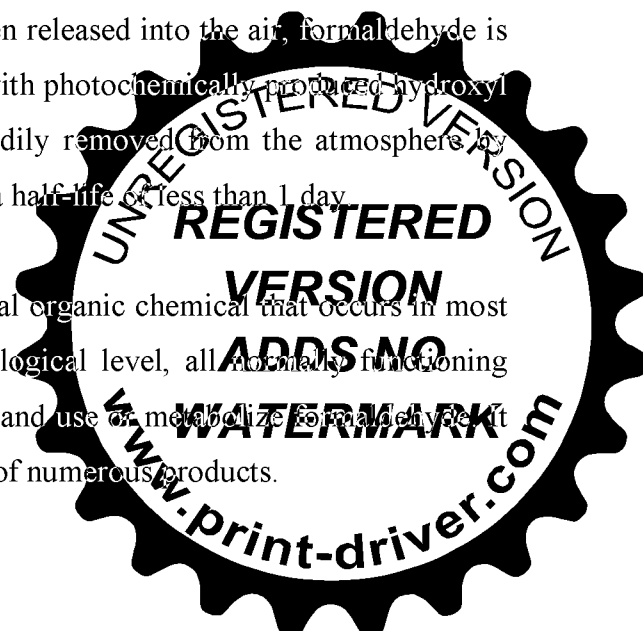 en released into the air, formaldehyde is
with photochemically produced hydroxyl
dily removed from the atmosphere by
a half-life of less than 1 day
al organic chemical that occurs in most
logical level, all normally functioning
and use or metabolize formaldehyde. It
of numerous products.
UNREGISTERED VERSION
REGISTERED
VERSION
ADDS NO
WATERMARK
www.print-driver.com